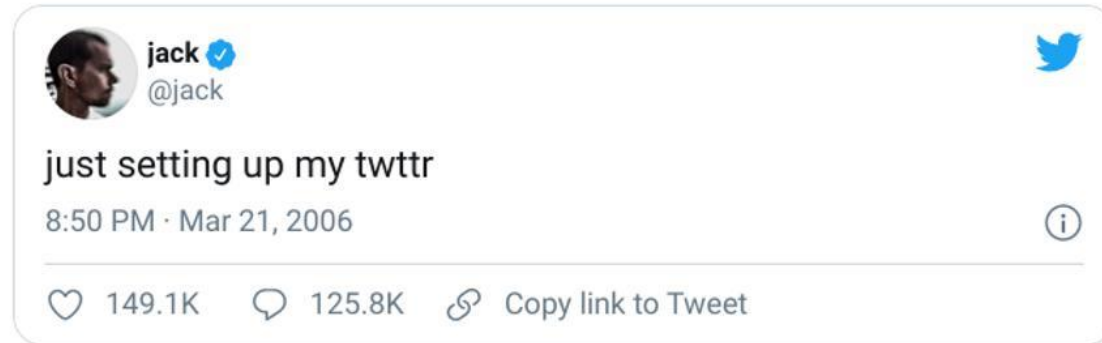 jack
@jack
just setting up my twttr
8:50 PM · Mar 21, 2006
149.1K 125.8K Copy link to Tweet